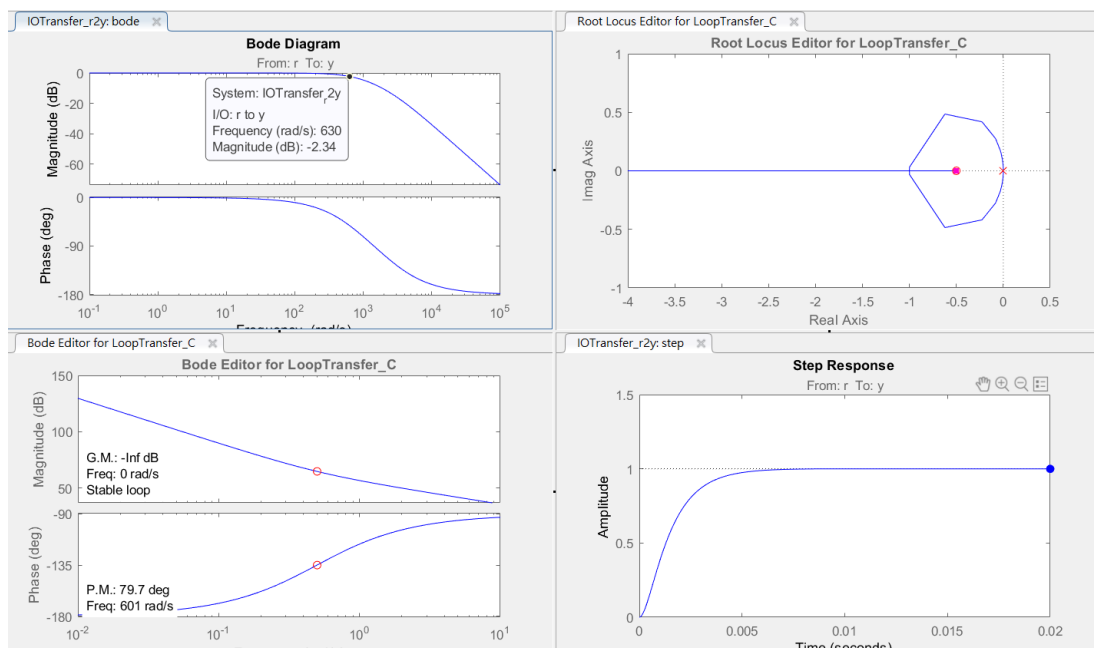 IOTransfer_r2y: bode
Bode Diagram
From: r To: y
Magnitude (dB)
0
-20
-40
-60
System: IOTransfer_r2y
I/O: r to y
Frequency (rad/s): 630
Magnitude (dB): -2.34
Phase (deg)
0
-90
-180
10^-1
10^0
10^1
10^2
10^3
10^4
10^5
Frequency (rad/s)
Root Locus Editor for LoopTransfer_C
Root Locus Editor for LoopTransfer_C
Imag Axis
1
0.5
0
-0.5
-1
-4
-3.5
-3
-2.5
-2
-1.5
-1
-0.5
0
0.5
Real Axis
Bode Editor for LoopTransfer_C
Bode Editor for LoopTransfer_C
Magnitude (dB)
150
100
50
G.M.: -Inf dB
Freq: 0 rad/s
Stable loop
Phase (deg)
-90
-135
-180
P.M.: 79.7 deg
Freq: 601 rad/s
10^-2
10^-1
10^0
10^1
IOTransfer_r2y: step
Step Response
From: r To: y
Amplitude
1.5
1
0.5
0
0
0.005
0.01
0.015
0.02
Time (seconds)